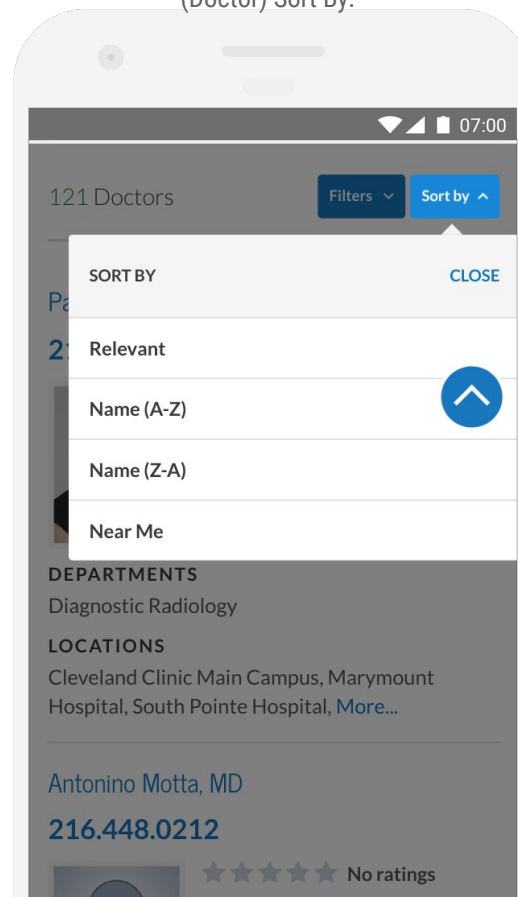 (Doctor) Sort By:
07:00
121 Doctors
Filters
Sort by
SORT BY
CLOSE
Pa
Relevant
Name (A-Z)
Name (Z-A)
Near Me
DEPARTMENTS
Diagnostic Radiology
LOCATIONS
Cleveland Clinic Main Campus, Marymount
Hospital, South Pointe Hospital, More...
Antonino Motta, MD
216.448.0212
No ratings